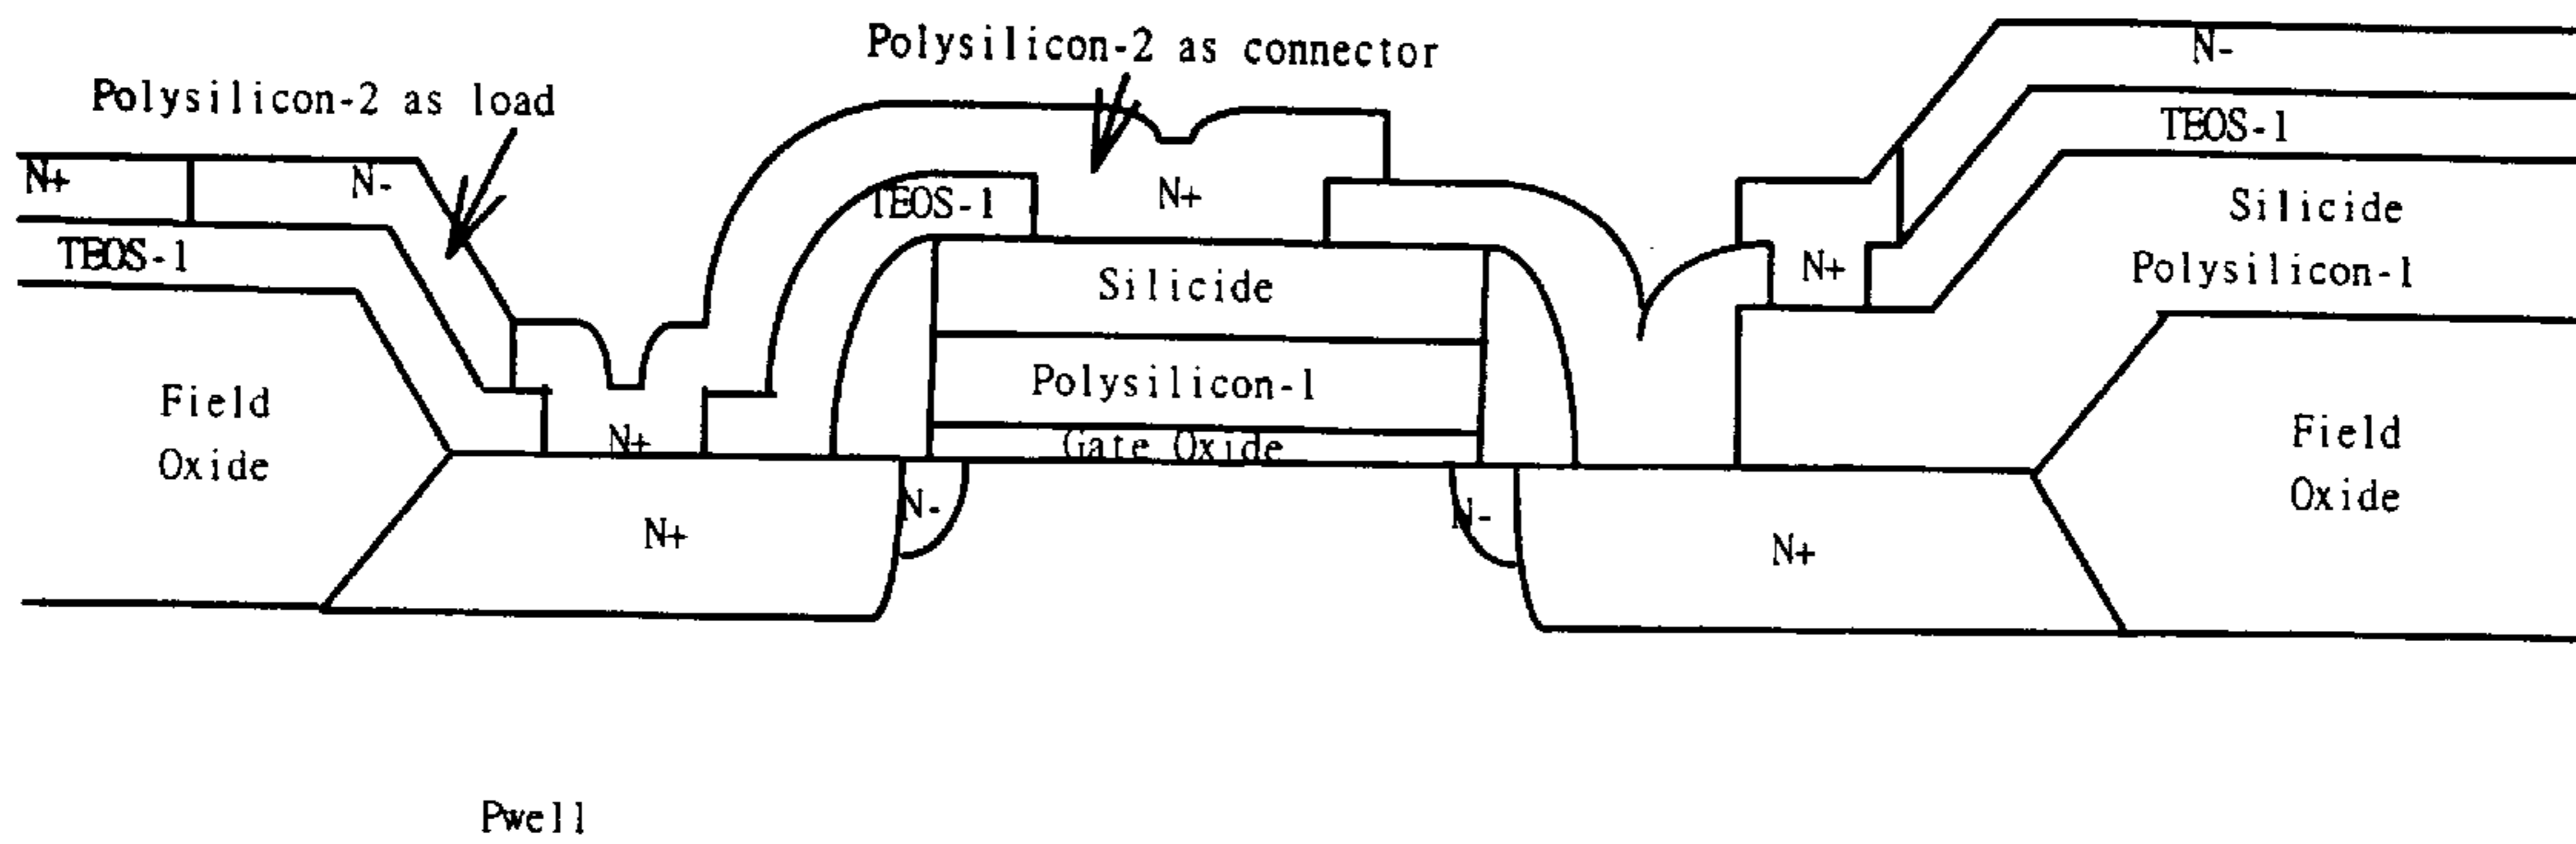 Polysilicon-2 as connector
N-
Polysilicon-2 as load
TEOS-1
N+
N-
TEOS-1
N+
Silicide
TEOS-1
Silicide
N+
Polysilicon-1
Polysilicon-1
Field
Oxide
N+
Gate Oxide
Field
Oxide
N-
N-
N+
N+
Pwell